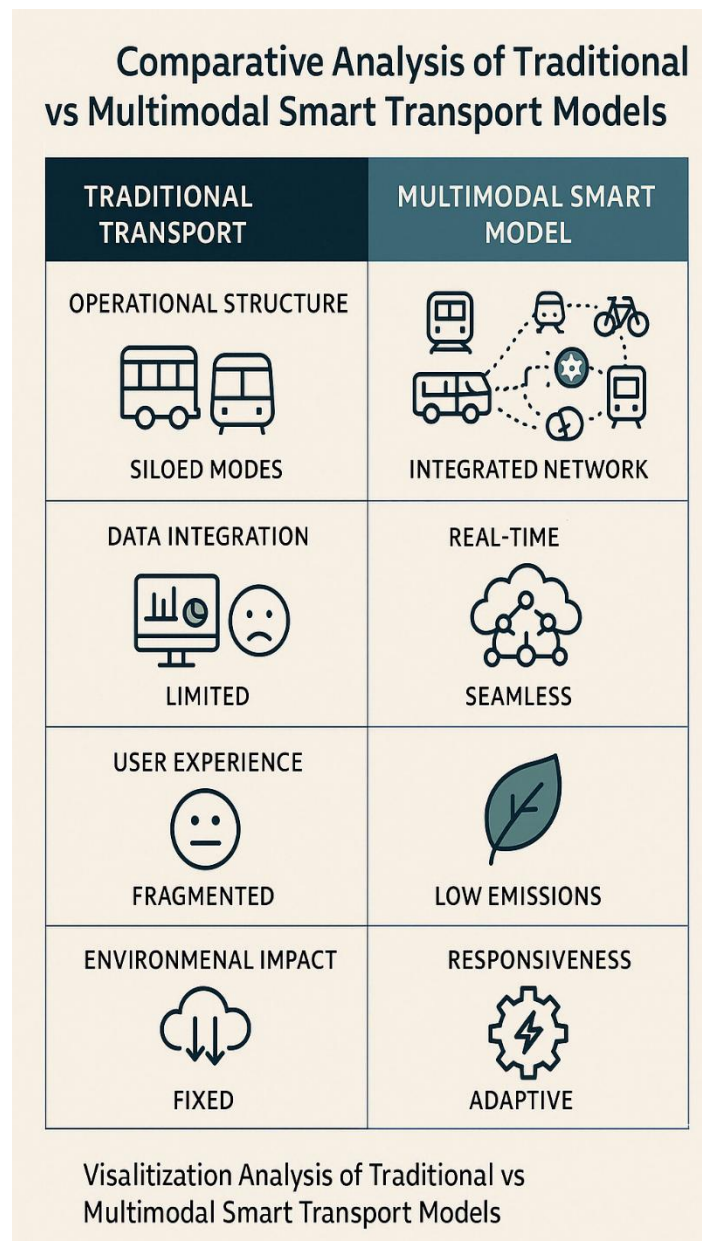 Comparative Analysis of Traditional
vs Multimodal Smart Transport Models
TRADITIONAL
TRANSPORT
MULTIMODAL SMART
MODEL
OPERATIONAL STRUCTURE
SILOED MODES
INTEGRATED NETWORK
DATA INTEGRATION
LIMITED
REAL-TIME
SEAMLESS
USER EXPERIENCE
FRAGMENTED
LOW EMISSIONS
ENVIRONMENAL IMPACT
FIXED
RESPONSIVENESS
ADAPTIVE
Visalitization Analysis of Traditional vs
Multimodal Smart Transport Models